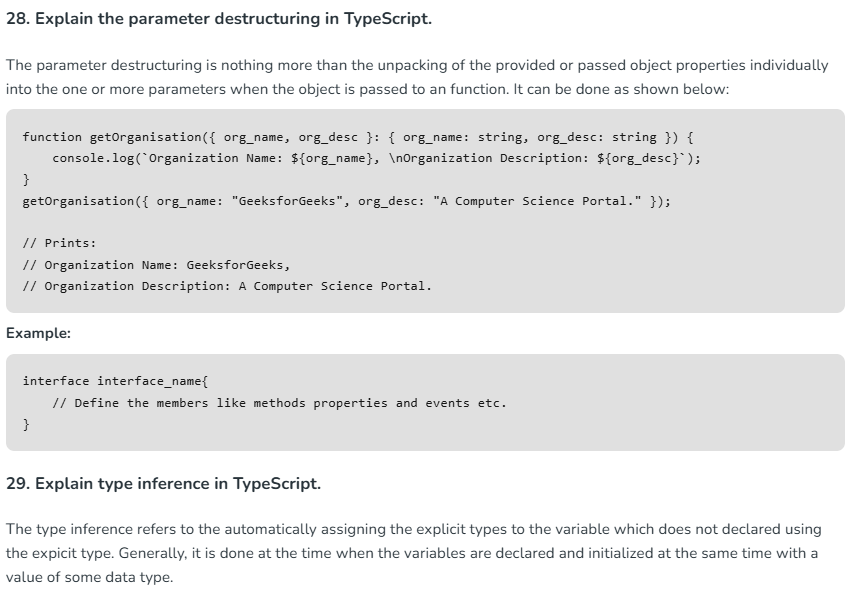 28. Explain the parameter destructuring in TypeScript.
The parameter destructuring is nothing more than the unpacking of the provided or passed object properties individually
into the one or more parameters when the object is passed to an function. It can be done as shown below:
function getOrganisation({ org_name, org_desc }: { org_name: string, org_desc: string }) {
    console.log(`Organization Name: ${org_name}, \nOrganization Description: ${org_desc}`);
}
getOrganisation({ org_name: "GeeksforGeeks", org_desc: "A Computer Science Portal." });
// Prints:
// Organization Name: GeeksforGeeks,
// Organization Description: A Computer Science Portal.
Example:
interface interface_name{
    // Define the members like methods properties and events etc.
}
29. Explain type inference in TypeScript.
The type inference refers to the automatically assigning the explicit types to the variable which does not declared using
the expicit type. Generally, it is done at the time when the variables are declared and initialized at the same time with a
value of some data type.